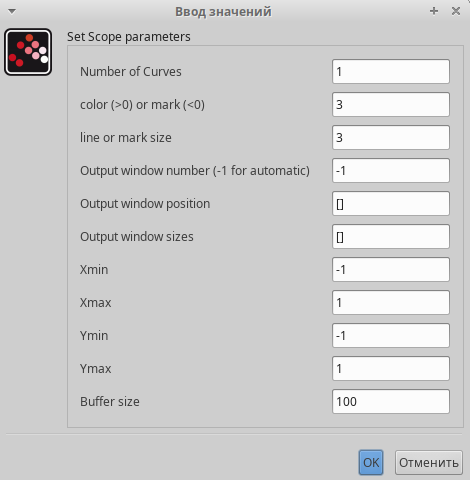 Ввод значений
Set Scope parameters
Number of Curves 1
color (>0) or mark (<0) 3
line or mark size 3
Output window number (-1 for automatic) -1
Output window position []
Output window sizes []
Xmin -1
Xmax 1
Ymin -1
Ymax 1
Buffer size 100
OK Отменить